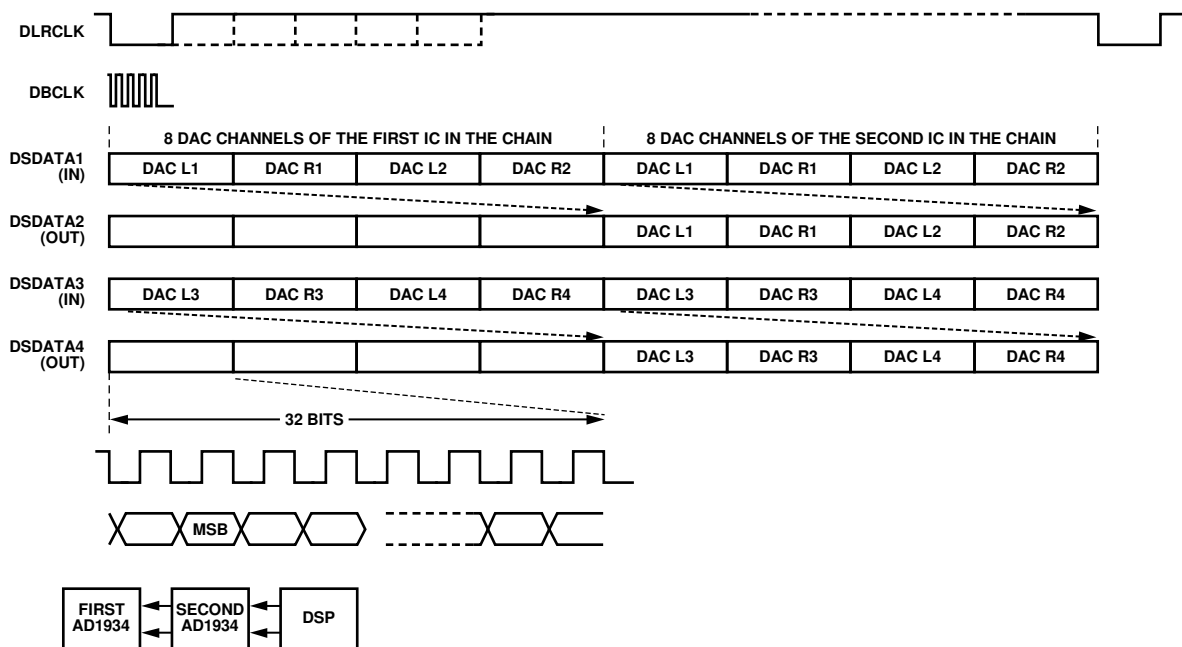 DLRCLK
DBCLK
8 DAC CHANNELS OF THE FIRST IC IN THE CHAIN 8 DAC CHANNELS OF THE SECOND IC IN THE CHAIN
DSDATA1
(IN)
DAC L1 DAC R1 DAC L2 DAC R2 DAC L1 DAC R1 DAC L2 DAC R2
DSDATA2
(OUT)
DAC L1 DAC R1 DAC L2 DAC R2
DSDATA3
(IN)
DAC L3 DAC R3 DAC L4 DAC R4 DAC L3 DAC R3 DAC L4 DAC R4
DSDATA4
(OUT)
DAC L3 DAC R3 DAC L4 DAC R4
32 BITS
MSB
FIRST
AD1934
SECOND
AD1934
DSP